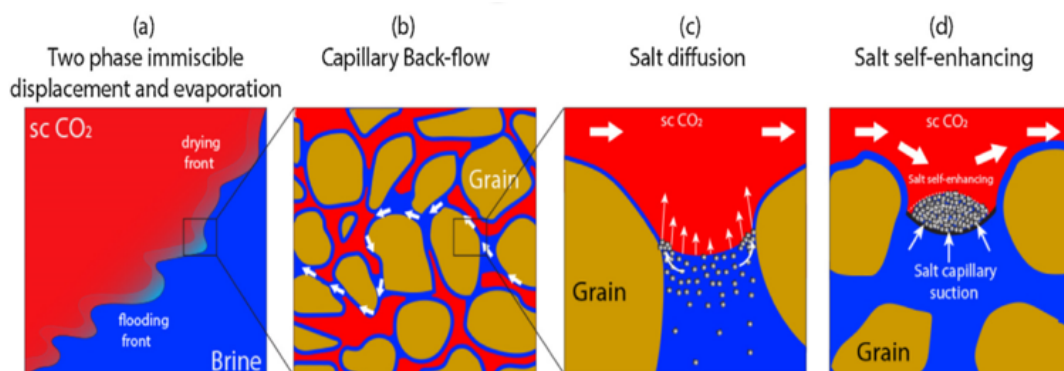 (a)
Two phase immiscible
displacement and evaporation
(b)
Capillary Back-flow
(c)
Salt diffusion
(d)
Salt self-enhancing
sc CO₂
drying
front
flooding
front
Brine
Grain
sc CO₂
Grain
sc CO₂
Salt self-enhancing
Salt capillary
suction
Grain